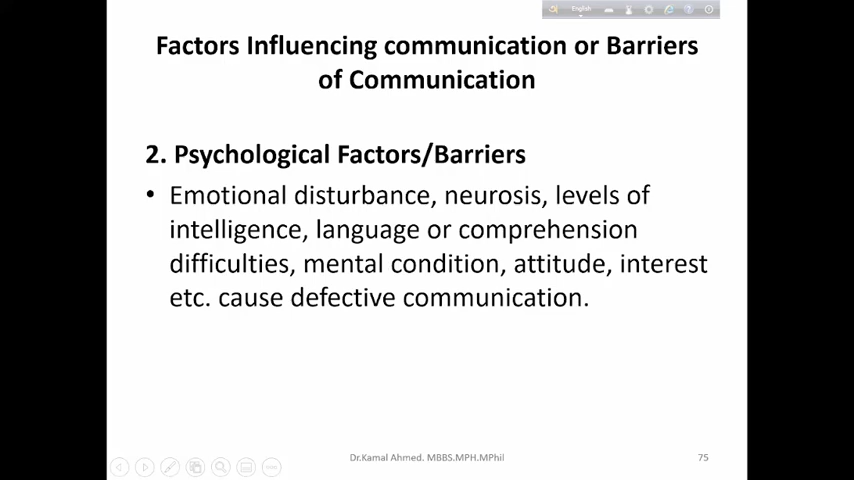 English
Factors Influencing communication or Barriers
of Communication
2. Psychological Factors/Barriers
• Emotional disturbance, neurosis, levels of
intelligence, language or comprehension
difficulties, mental condition, attitude, interest
etc. cause defective communication.
Dr.Kamal Ahmed. MBBS.MPH.MPhil
75